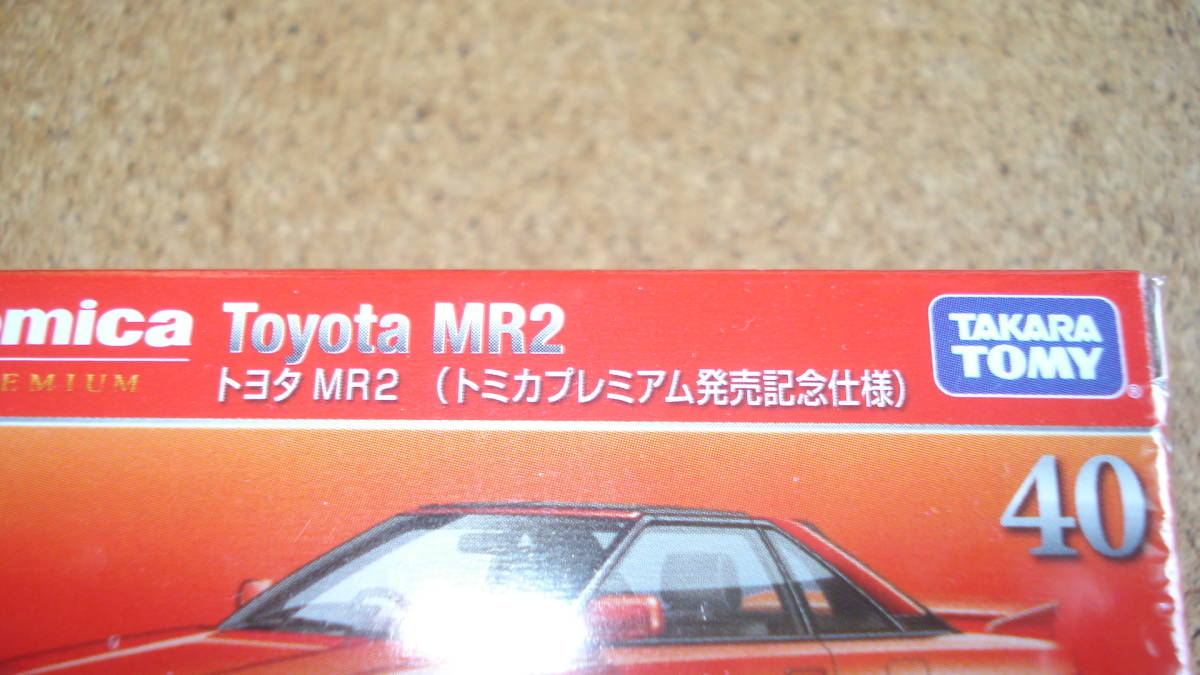 omica Toyota MR2
EMIUM トヨタ MR2 (トミカプレミアム発売記念仕様)
TAKARA
TOMY
®
40